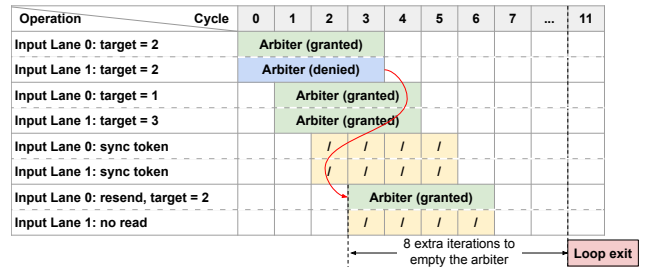 Operation Cycle 0 1 2 3 4 5 6 7 ... 11
Input Lane 0: target = 2 Arbiter (granted)
Input Lane 1: target = 2 Arbiter (denied)
Input Lane 0: target = 1 Arbiter (granted)
Input Lane 1: target = 3 Arbiter (granted)
Input Lane 0: sync token / / / /
Input Lane 1: sync token / / / /
Input Lane 0: resend, target = 2 Arbiter (granted)
Input Lane 1: no read / / / /
8 extra iterations to
empty the arbiter
Loop exit